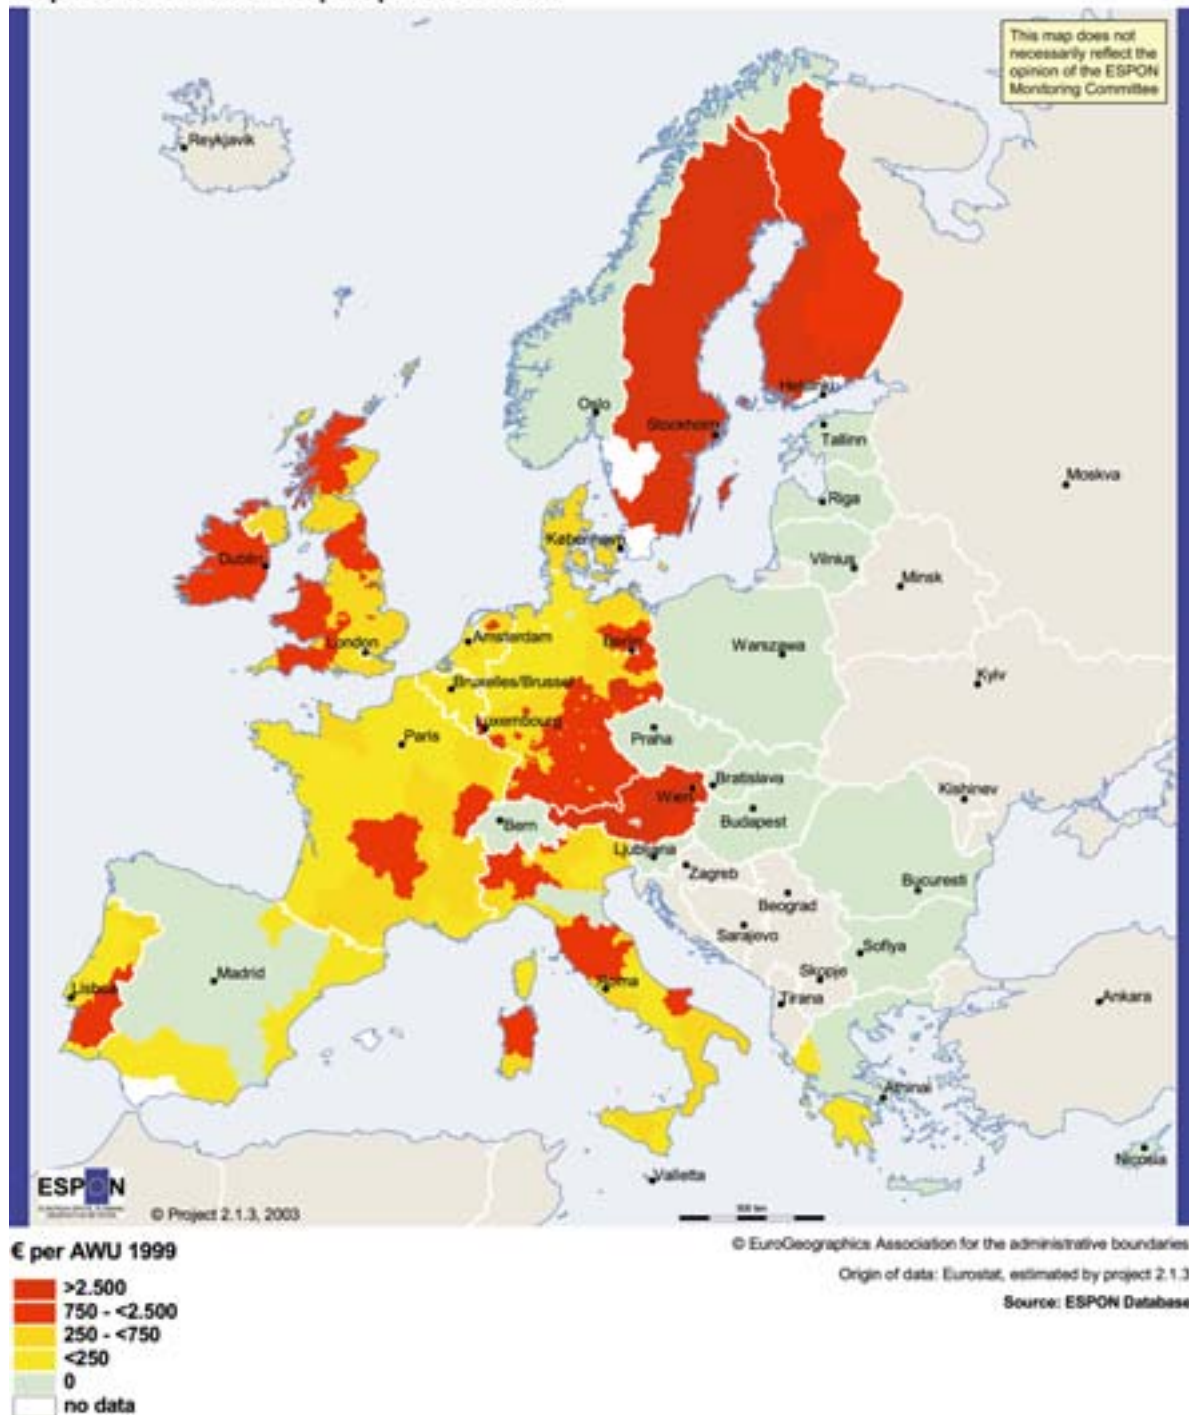 This map does not
necessarily reflect the
opinion of the ESPON
Monitoring Committee
Reykjavik
Oslo
Helsinki
Stockholm
Tallinn
Moskva
Riga
København
Dublin
Vilnius
Minsk
London
Amsterdam
Berlin
Warszawa
Kyiv
Bruxelles/Brussel
Luxembourg
Paris
Praha
Bratislava
Wien
Kishinev
Budapest
Bern
Ljubljana
Zagreb
Bucuresti
Beograd
Sarajevo
Sofiya
Madrid
Skopje
Roma
Lisboa
Tirana
Ankara
Athinai
Nicosia
Valletta
ESPON
© Project 2.1.3, 2003
500 km
€ per AWU 1999
© EuroGeographics Association for the administrative boundaries
Origin of data: Eurostat, estimated by project 2.1.3
Source: ESPON Database
>2.500
750 - <2.500
250 - <750
<250
0
no data